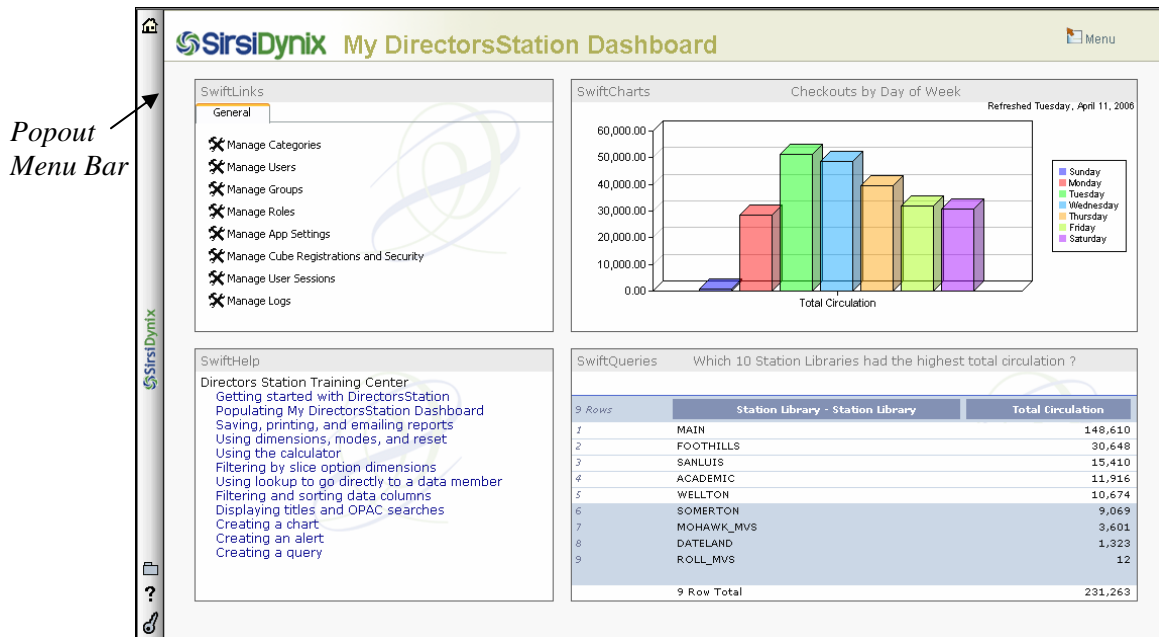 Popout
Menu Bar
SirsiDynix
?
SirsiDynix My DirectorsStation Dashboard
Menu
SwiftLinks
General
Manage Categories
Manage Users
Manage Groups
Manage Roles
Manage App Settings
Manage Cube Registrations and Security
Manage User Sessions
Manage Logs
SwiftCharts Checkouts by Day of Week
Refreshed Tuesday, April 11, 2006
60,000.00
50,000.00
40,000.00
30,000.00
20,000.00
10,000.00
0.00
Total Circulation
Sunday
Monday
Tuesday
Wednesday
Thursday
Friday
Saturday
SwiftHelp
Directors Station Training Center
Getting started with DirectorsStation
Populating My DirectorsStation Dashboard
Saving, printing, and emailing reports
Using dimensions, modes, and reset
Using the calculator
Filtering by slice option dimensions
Using lookup to go directly to a data member
Filtering and sorting data columns
Displaying titles and OPAC searches
Creating a chart
Creating an alert
Creating a query
SwiftQueries Which 10 Station Libraries had the highest total circulation ?
9 Rows Station Library - Station Library Total Circulation
1 MAIN 148,610
2 FOOTHILLS 30,648
3 SANLUIS 15,410
4 ACADEMIC 11,916
5 WELLTON 10,674
6 SOMERTON 9,069
7 MOHAWK_MVS 3,601
8 DATELAND 1,323
9 ROLL_MVS 12
9 Row Total 231,263